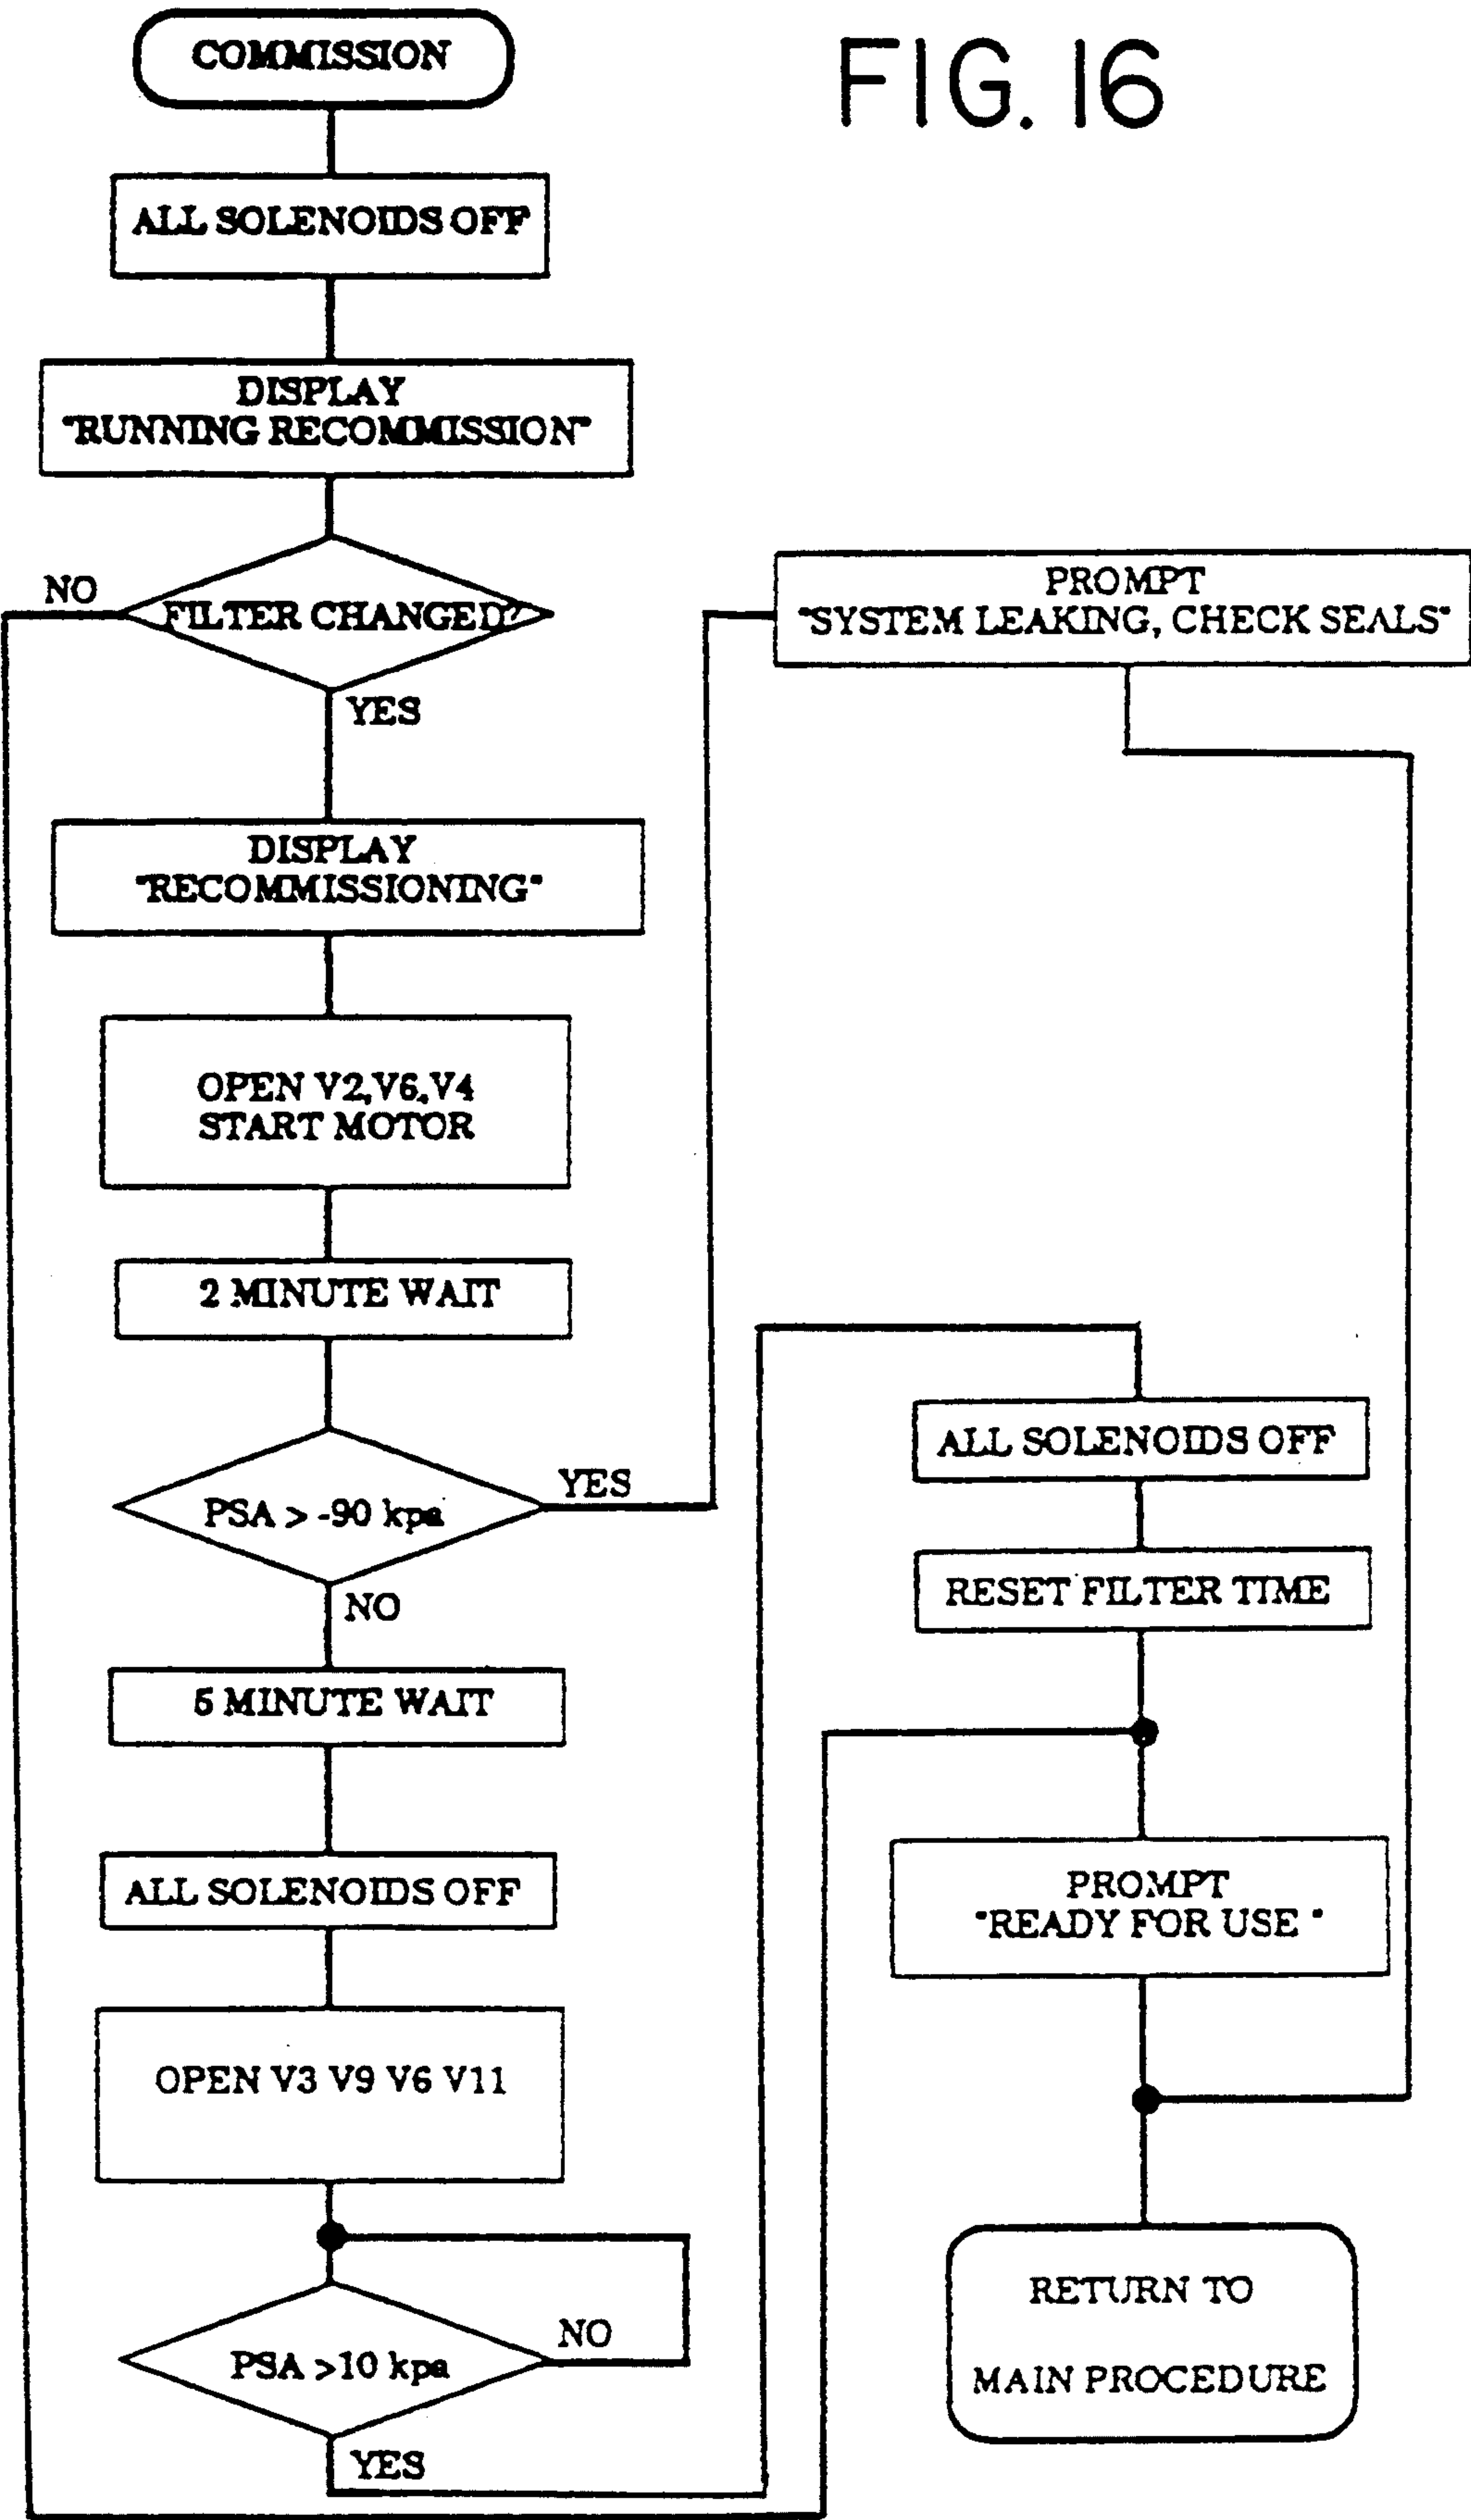 FIG. 16
COMMISSION
ALL SOLENOIDS OFF
DISPLAY
"RUNNING RECOMMISSION"
FILTER CHANGED?
NO
YES
DISPLAY
"RECOMMISSIONING"
OPEN V2,V6,V4
START MOTOR
2 MINUTE WAIT
PSA > -90 kpa
YES
NO
5 MINUTE WAIT
ALL SOLENOIDS OFF
OPEN V3 V9 V6 V11
PSA >10 kpa
NO
YES
PROMPT
"SYSTEM LEAKING, CHECK SEALS"
ALL SOLENOIDS OFF
RESET FILTER TIME
PROMPT
"READY FOR USE "
RETURN TO
MAIN PROCEDURE